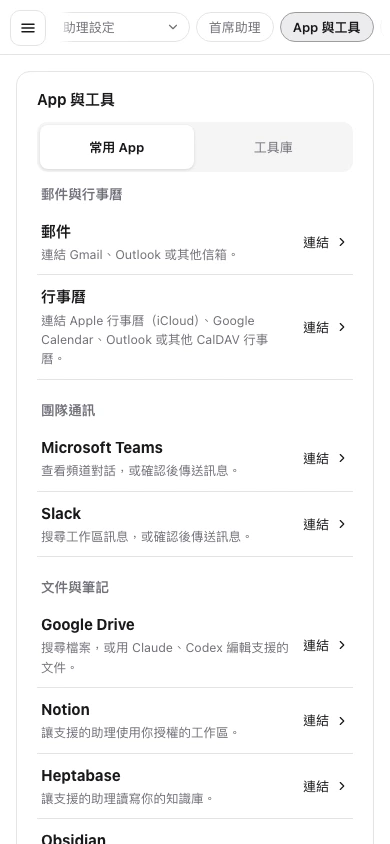 助理設定
首席助理
App 與工具
App 與工具
常用 App
工具庫
郵件與行事曆
郵件
連結 Gmail、Outlook 或其他信箱。
連結
行事曆
連結 Apple 行事曆（iCloud）、Google
Calendar、Outlook 或其他 CalDAV 行事
曆。
連結
團隊通訊
Microsoft Teams
查看頻道對話，或確認後傳送訊息。
連結
Slack
搜尋工作區訊息，或確認後傳送訊息。
連結
文件與筆記
Google Drive
搜尋檔案，或用 Claude、Codex 編輯支援的
文件。
連結
Notion
讓支援的助理使用你授權的工作區。
連結
Heptabase
讓支援的助理讀寫你的知識庫。
連結
Obsidian